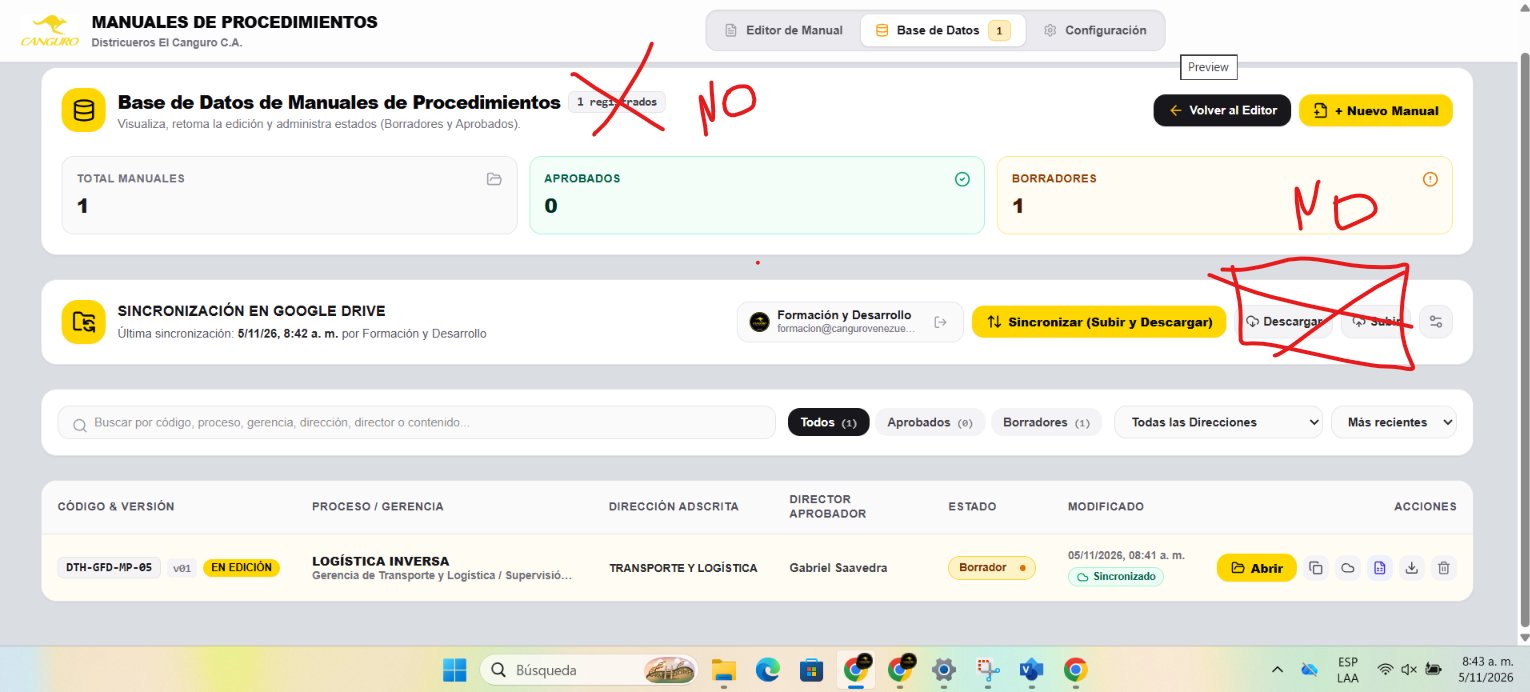 CANGURO
MANUALES DE PROCEDIMIENTOS
Districueros El Canguro C.A.
Editor de Manual
Base de Datos 1
Configuración
Preview
Base de Datos de Manuales de Procedimientos
1 registrados
NO
Visualiza, retoma la edición y administra estados (Borradores y Aprobados).
Volver al Editor
+ Nuevo Manual
TOTAL MANUALES
1
APROBADOS
0
BORRADORES
1
NO
SINCRONIZACIÓN EN GOOGLE DRIVE
Última sincronización: 5/11/26, 8:42 a. m. por Formación y Desarrollo
Formación y Desarrollo
formacion@cangurovenezue...
Sincronizar (Subir y Descargar)
Descargar
Subir
Buscar por código, proceso, gerencia, dirección, director o contenido...
Todos (1)
Aprobados (0)
Borradores (1)
Todas las Direcciones
Más recientes
CÓDIGO & VERSIÓN
PROCESO / GERENCIA
DIRECCIÓN ADSCRITA
DIRECTOR
APROBADOR
ESTADO
MODIFICADO
ACCIONES
DTH-GFD-MP-05
v01
EN EDICIÓN
LOGÍSTICA INVERSA
Gerencia de Transporte y Logística / Supervisió...
TRANSPORTE Y LOGÍSTICA
Gabriel Saavedra
Borrador
05/11/2026, 08:41 a. m.
Sincronizado
Abrir
Búsqueda
ESP
LAA
8:43 a. m.
5/11/2026